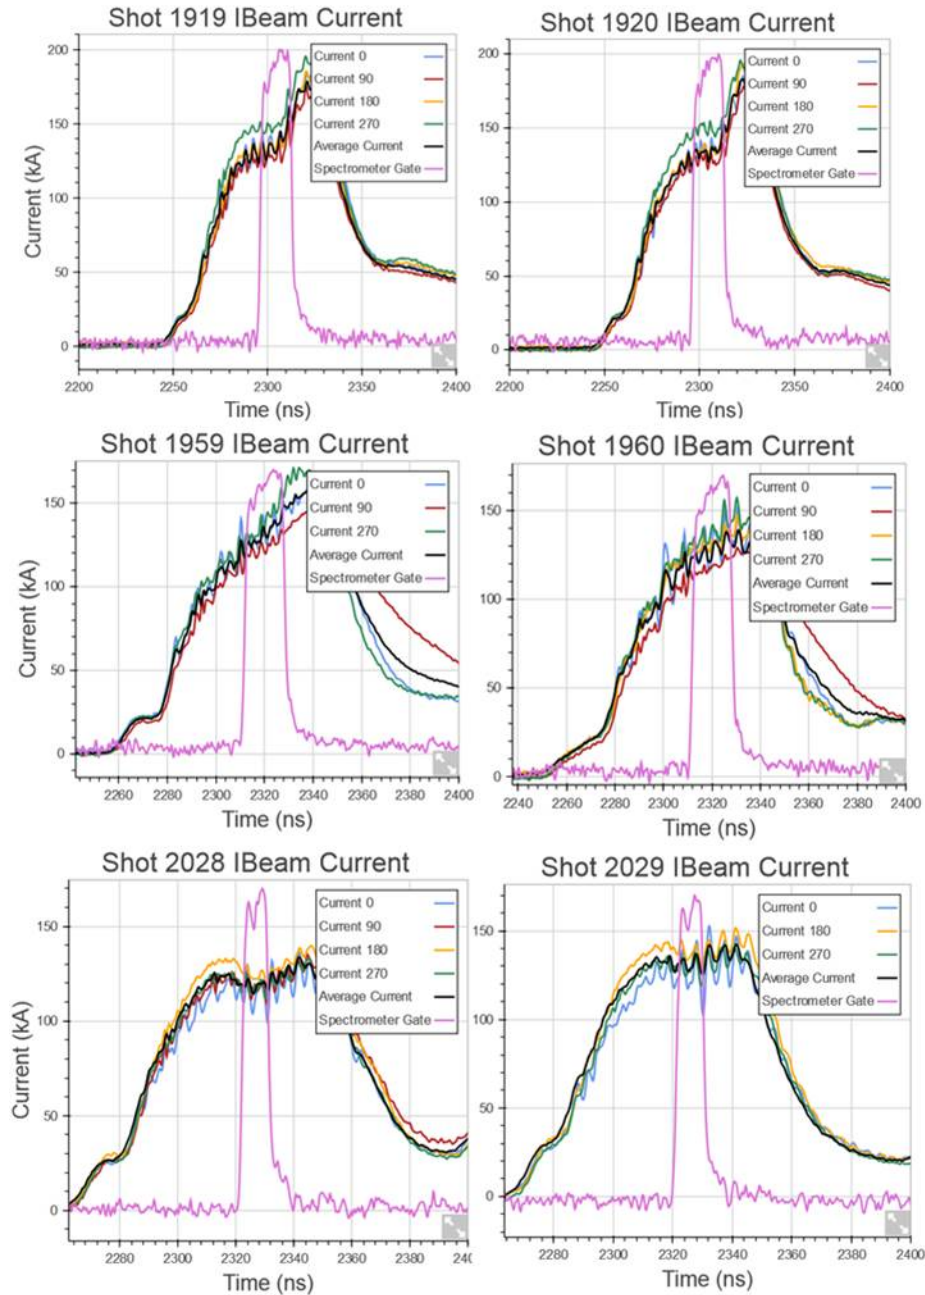 Shot 1919 IBeam Current
Current (kA)
200
150
100
50
0
Current 0
Current 90
Current 180
Current 270
Average Current
Spectrometer Gate
2200 2250 2300 2350 2400
Time (ns)
Shot 1920 IBeam Current
200
150
100
50
0
Current 0
Current 90
Current 180
Current 270
Average Current
Spectrometer Gate
2200 2250 2300 2350 2400
Time (ns)
Shot 1959 IBeam Current
Current (kA)
150
100
50
0
Current 0
Current 90
Current 270
Average Current
Spectrometer Gate
2260 2280 2300 2320 2340 2360 2380 2400
Time (ns)
Shot 1960 IBeam Current
150
100
50
0
Current 0
Current 90
Current 180
Current 270
Average Current
Spectrometer Gate
2240 2260 2280 2300 2320 2340 2360 2380 2400
Time (ns)
Shot 2028 IBeam Current
Current (kA)
150
100
50
0
Current 0
Current 90
Current 180
Current 270
Average Current
Spectrometer Gate
2280 2300 2320 2340 2360 2380 240
Time (ns)
Shot 2029 IBeam Current
150
100
50
0
Current 0
Current 180
Current 270
Average Current
Spectrometer Gate
2280 2300 2320 2340 2360 2380 2400
Time (ns)